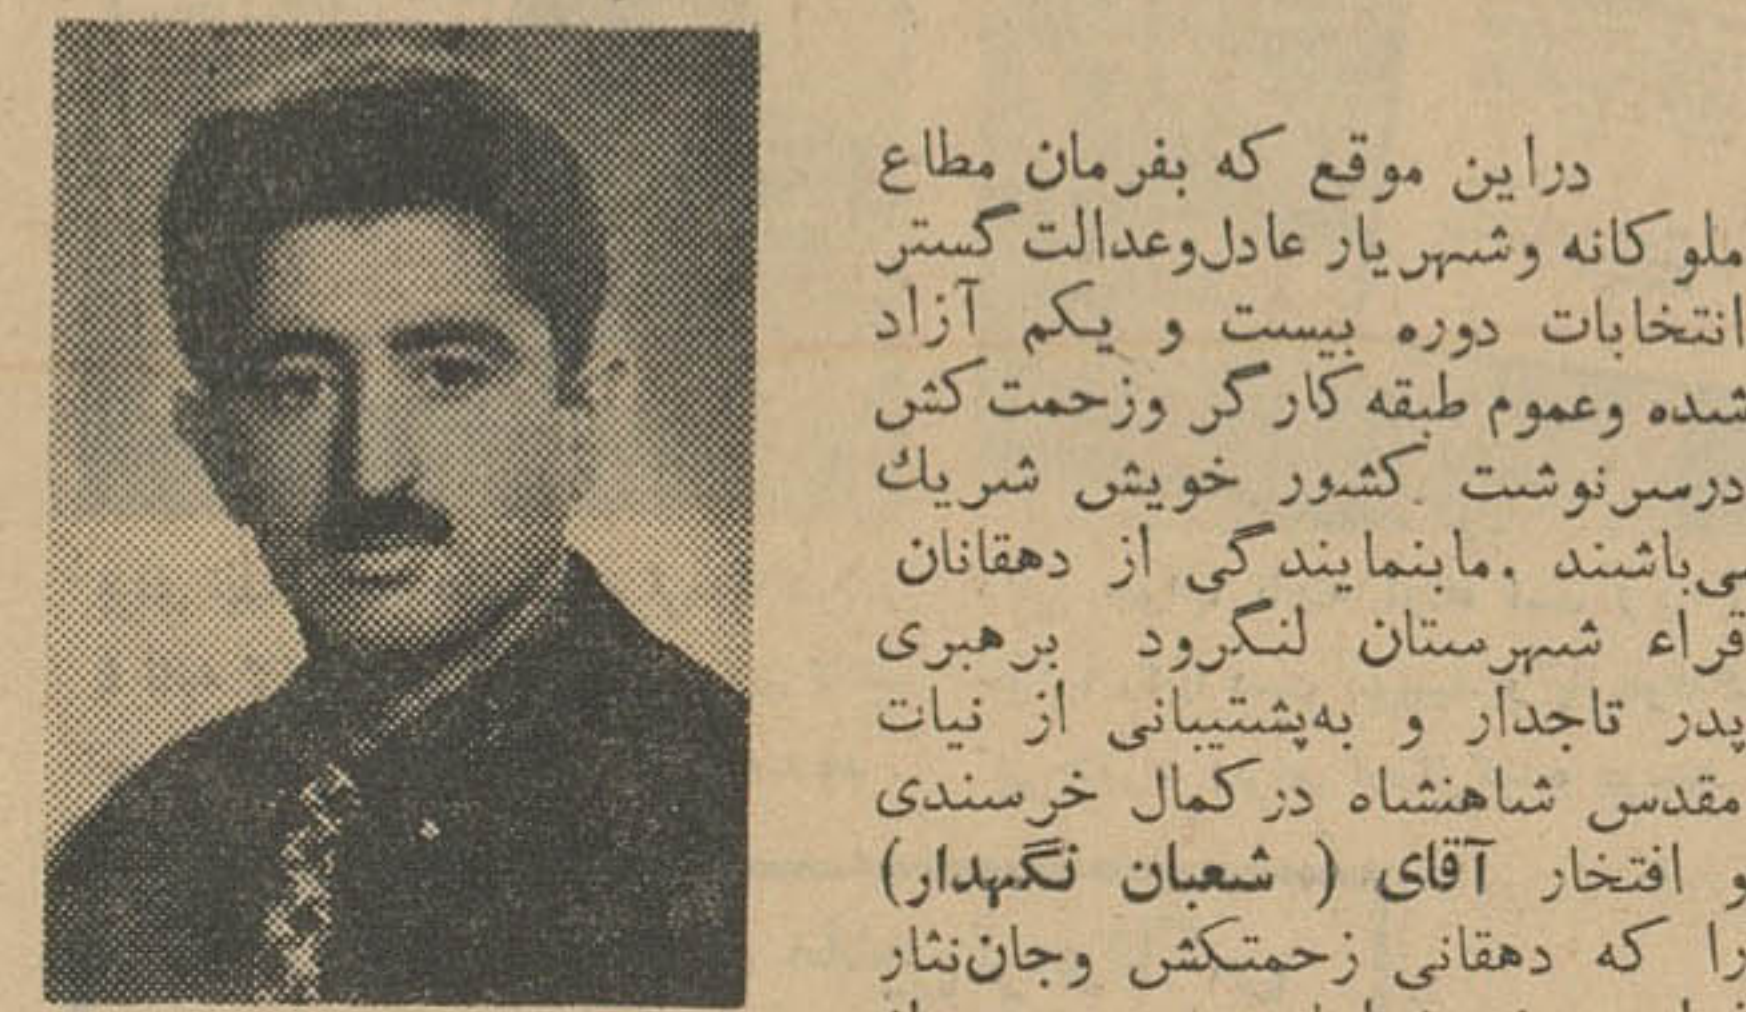 دراین موقع که بفرمان مطاع
ملوکانه وشهریار عادل‌وعدالت گستر
انتخابات دوره بیست و یکم آزاد
شده وعموم طبقه کارگر وزحمت کش
درسرنوشت کشور خویش شریك
می‌باشند . مابنمایندگی از دهقانان
قراء شهرستان لنگرود برهبری
پدر تاجدار و به‌پشتیبانی از نیات
مقدس شاهنشاه درکمال خرسندی
و افتخار آقای ( شعبان نگهدار)
را که دهقانی زحمتکش وجان‌نثار